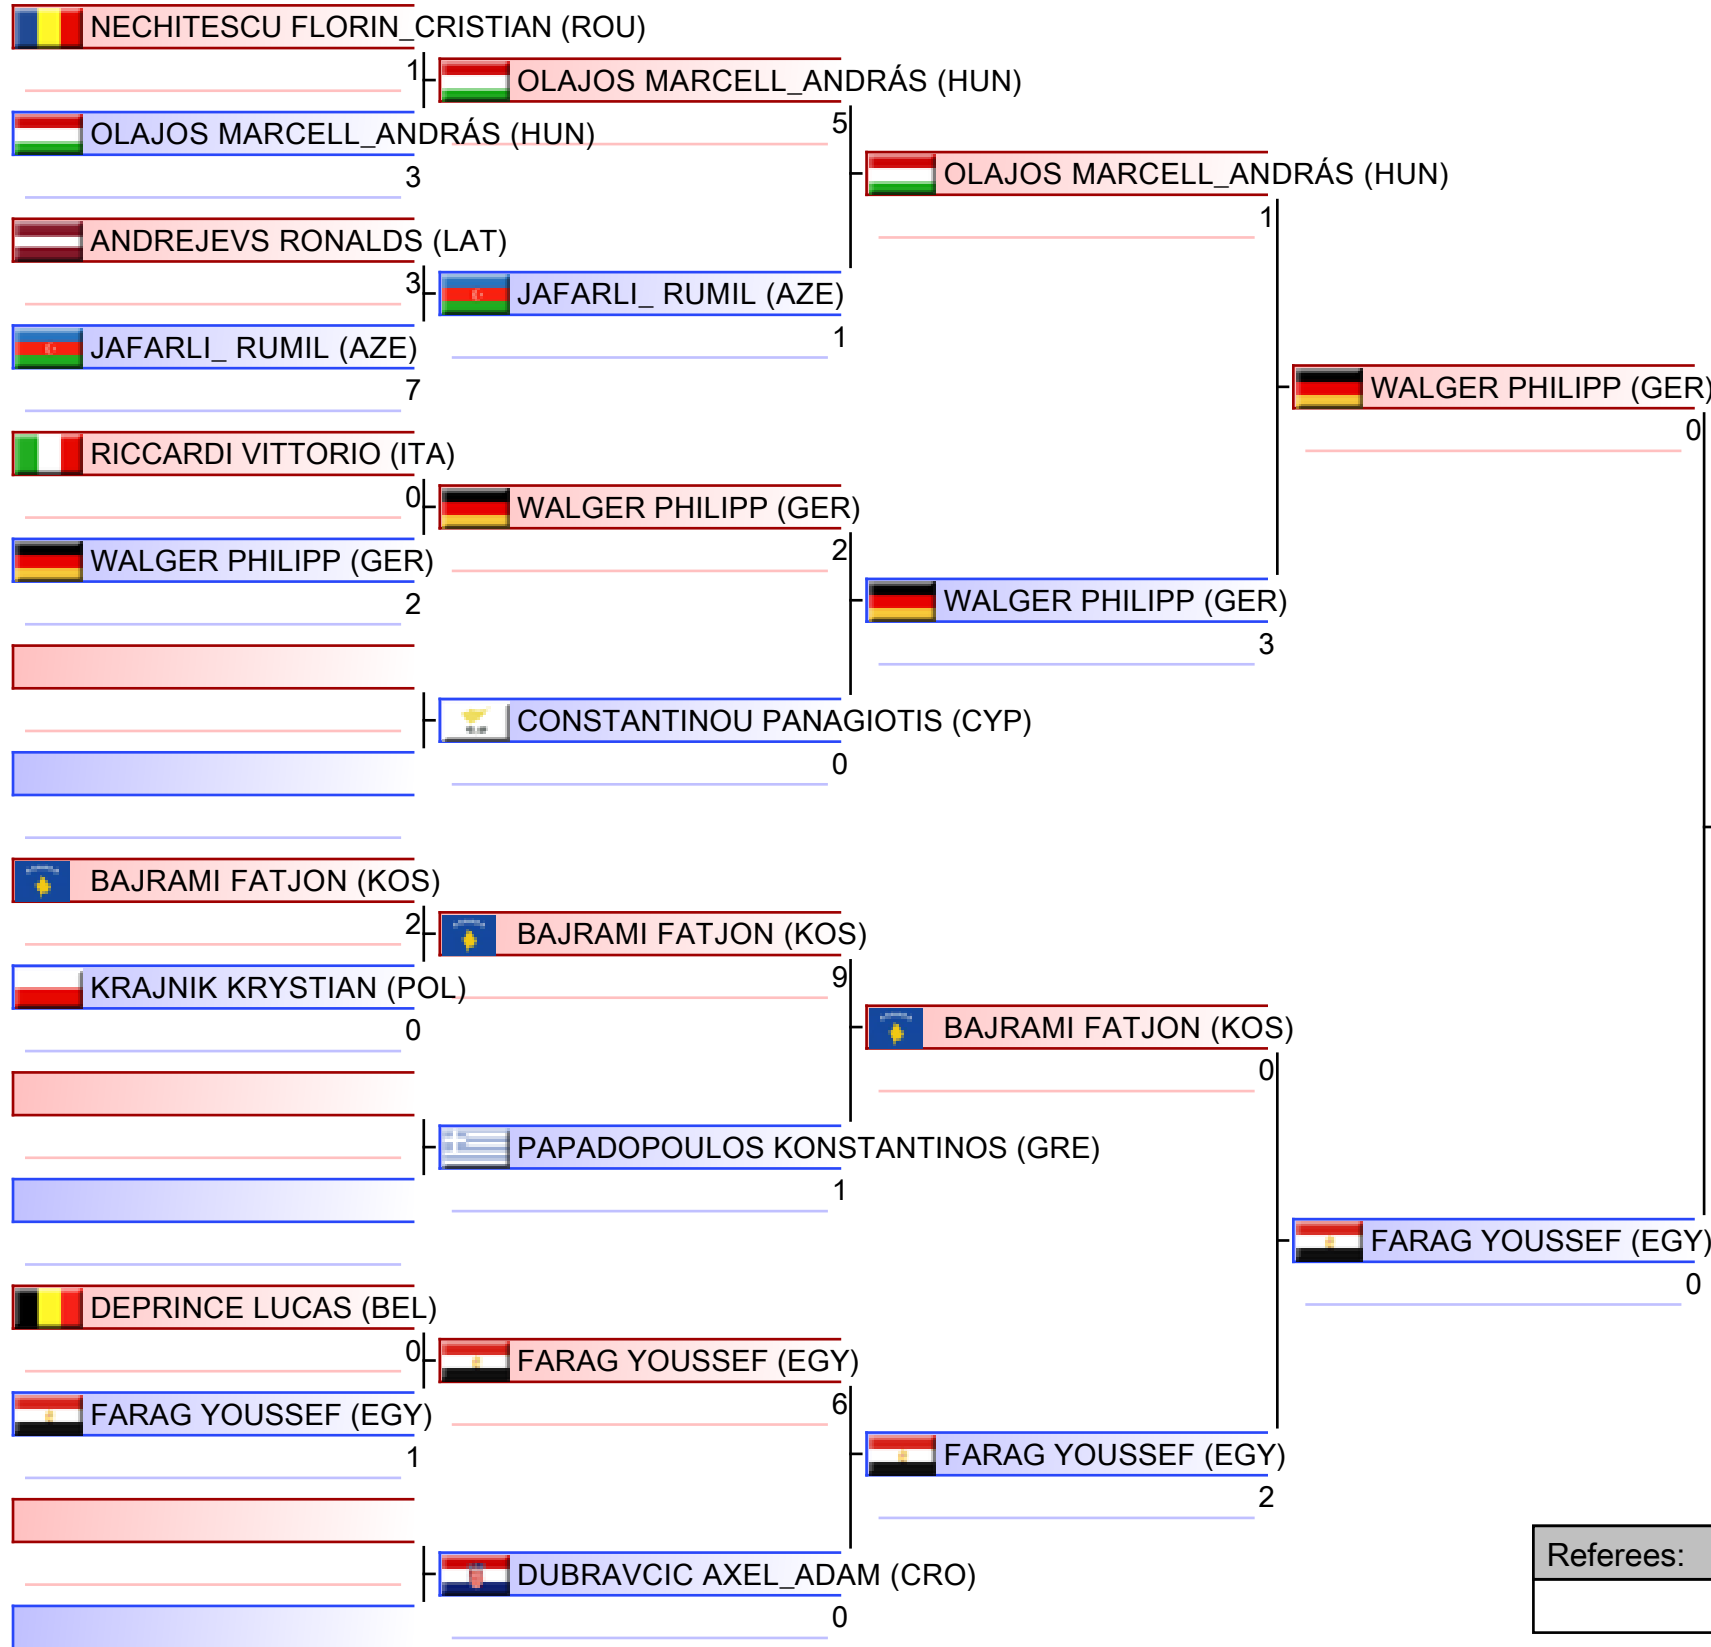 NECHITESCU FLORIN_CRISTIAN (ROU)
1
OLAJOS MARCELL_ANDRÁS (HUN)
3
ANDREJEVS RONALDS (LAT)
3
JAFARLI_ RUMIL (AZE)
7
RICCARDI VITTORIO (ITA)
0
WALGER PHILIPP (GER)
2
BAJRAMI FATJON (KOS)
2
KRAJNIK KRYSTIAN (POL)
0
DEPRINCE LUCAS (BEL)
0
FARAG YOUSSEF (EGY)
1
OLAJOS MARCELL_ANDRÁS (HUN)
5
JAFARLI_ RUMIL (AZE)
1
WALGER PHILIPP (GER)
2
CONSTANTINOU PANAGIOTIS (CYP)
0
BAJRAMI FATJON (KOS)
9
PAPADOPOULOS KONSTANTINOS (GRE)
1
FARAG YOUSSEF (EGY)
6
DUBRAVCIC AXEL_ADAM (CRO)
0
OLAJOS MARCELL_ANDRÁS (HUN)
1
WALGER PHILIPP (GER)
3
BAJRAMI FATJON (KOS)
0
FARAG YOUSSEF (EGY)
2
WALGER PHILIPP (GER)
0
FARAG YOUSSEF (EGY)
0
Referees: